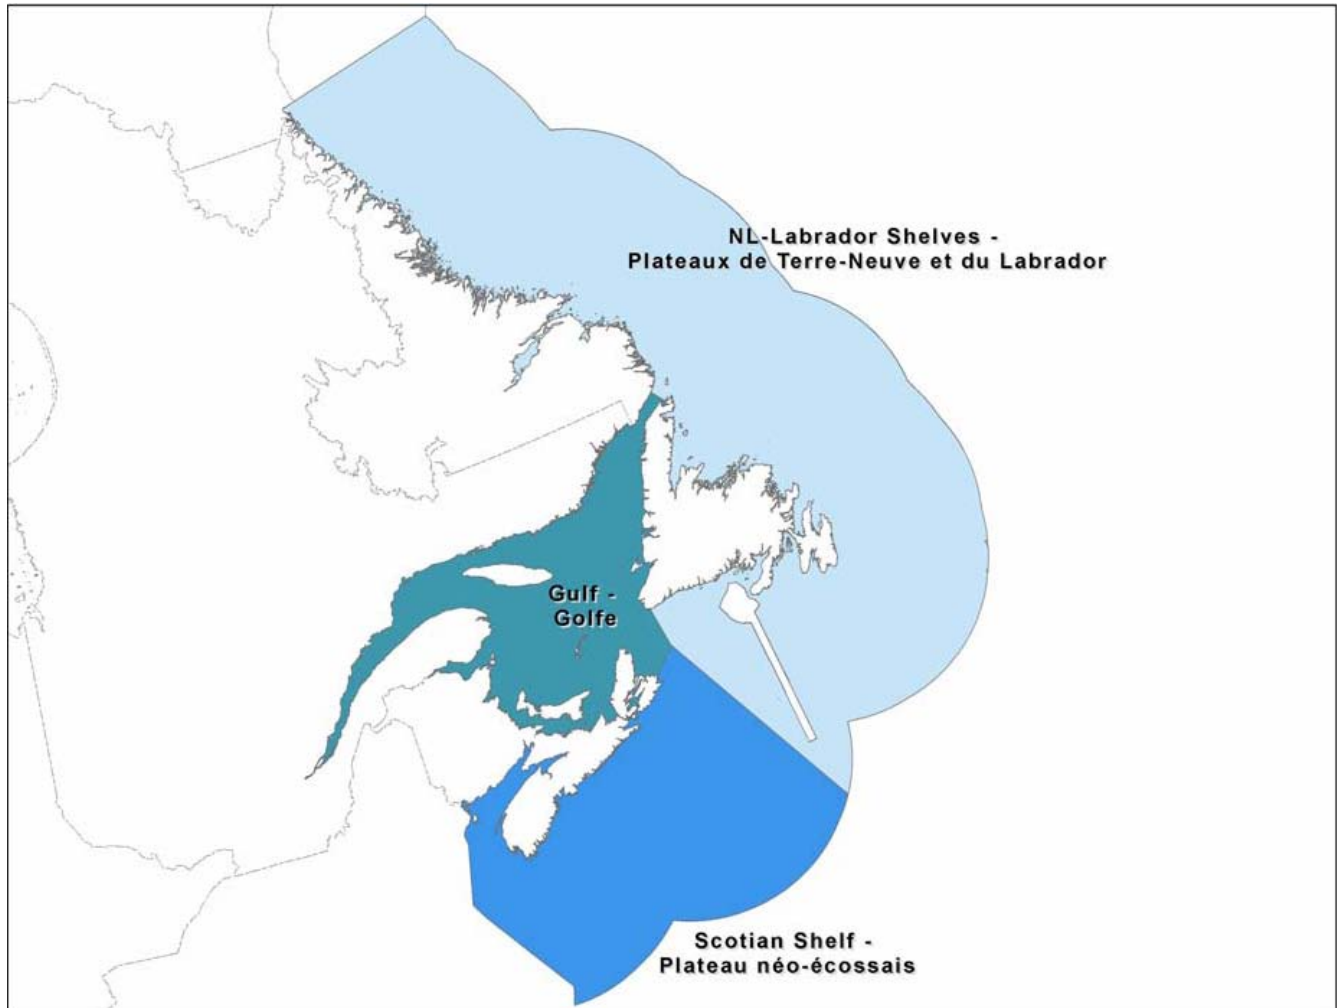 NL-Labrador Shelves -
Plateaux de Terre-Neuve et du Labrador
Gulf -
Golfe
Scotian Shelf -
Plateau néo-écossais